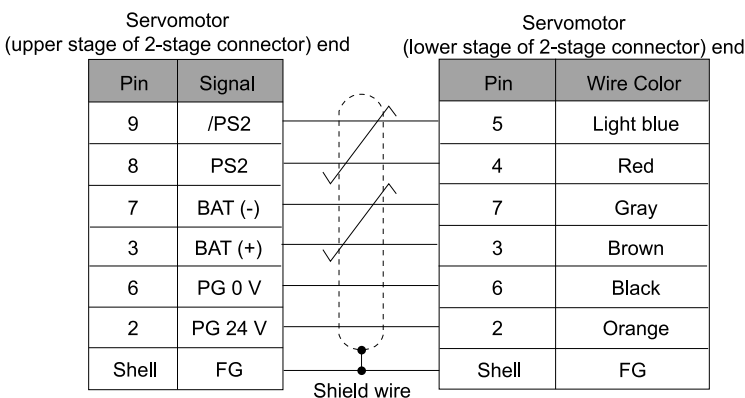 Servomotor
(upper stage of 2-stage connector) end
Servomotor
(lower stage of 2-stage connector) end
Pin Signal Pin Wire Color
9 /PS2 5 Light blue
8 PS2 4 Red
7 BAT (-) 7 Gray
3 BAT (+) 3 Brown
6 PG 0 V 6 Black
2 PG 24 V 2 Orange
Shell FG Shell FG
Shield wire